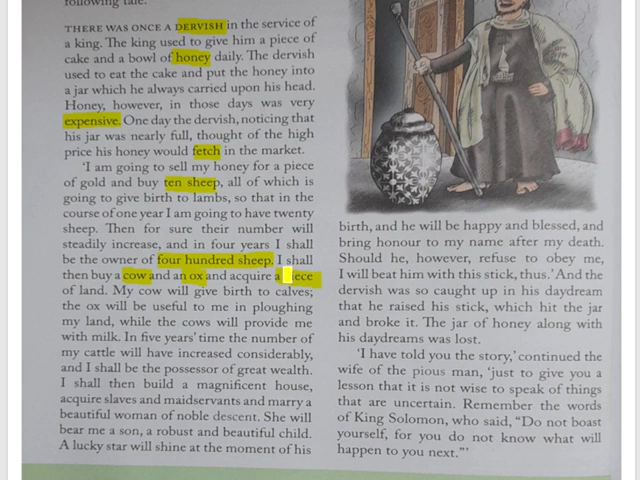 following tale.
THERE WAS ONCE A DERVISH in the service of
a king. The king used to give him a piece of
cake and a bowl of honey daily. The dervish
used to eat the cake and put the honey into
a jar which he always carried upon his head.
Honey, however, in those days was very
expensive. One day the dervish, noticing that
his jar was nearly full, thought of the high
price his honey would fetch in the market.
'I am going to sell my honey for a piece
of gold and buy ten sheep, all of which is
going to give birth to lambs, so that in the
course of one year I am going to have twenty
sheep. Then for sure their number will
steadily increase, and in four years I shall
be the owner of four hundred sheep. I shall
then buy a cow and an ox and acquire a iece
of land. My cow will give birth to calves;
the ox will be useful to me in ploughing
my land, while the cows will provide me
with milk. In five years' time the number of
my cattle will have increased considerably,
and I shall be the possessor of great wealth.
I shall then build a magnificent house,
acquire slaves and maidservants and marry a
beautiful woman of noble descent. She will
bear me a son, a robust and beautiful child.
A lucky star will shine at the moment of his
birth, and he will be happy and blessed, and
bring honour to my name after my death.
Should he, however, refuse to obey me,
I will beat him with this stick, thus.' And the
dervish was so caught up in his daydream
that he raised his stick, which hit the jar
and broke it. The jar of honey along with
his daydreams was lost.
'I have told you the story,' continued the
wife of the pious man, 'just to give you a
lesson that it is not wise to speak of things
that are uncertain. Remember the words
of King Solomon, who said, "Do not boast
yourself, for you do not know what will
happen to you next."'